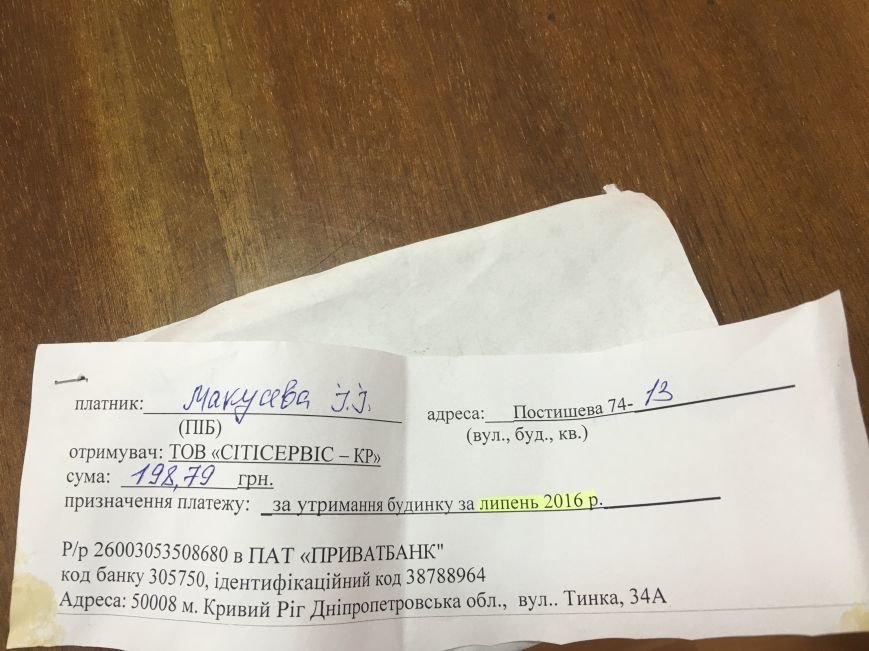 платник: Макусева І.І. адреса: Постишева 74-13
(ПІБ) (вул., буд., кв.)
отримувач: ТОВ «СІТІСЕРВІС – КР»
сума: 198,79 грн.
призначення платежу: за утримання будинку за липень 2016 р.
Р/р 26003053508680 в ПАТ «ПРИВАТБАНК"
код банку 305750, ідентифікаційний код 38788964
Адреса: 50008 м. Кривий Ріг Дніпропетровська обл., вул.. Тинка, 34А